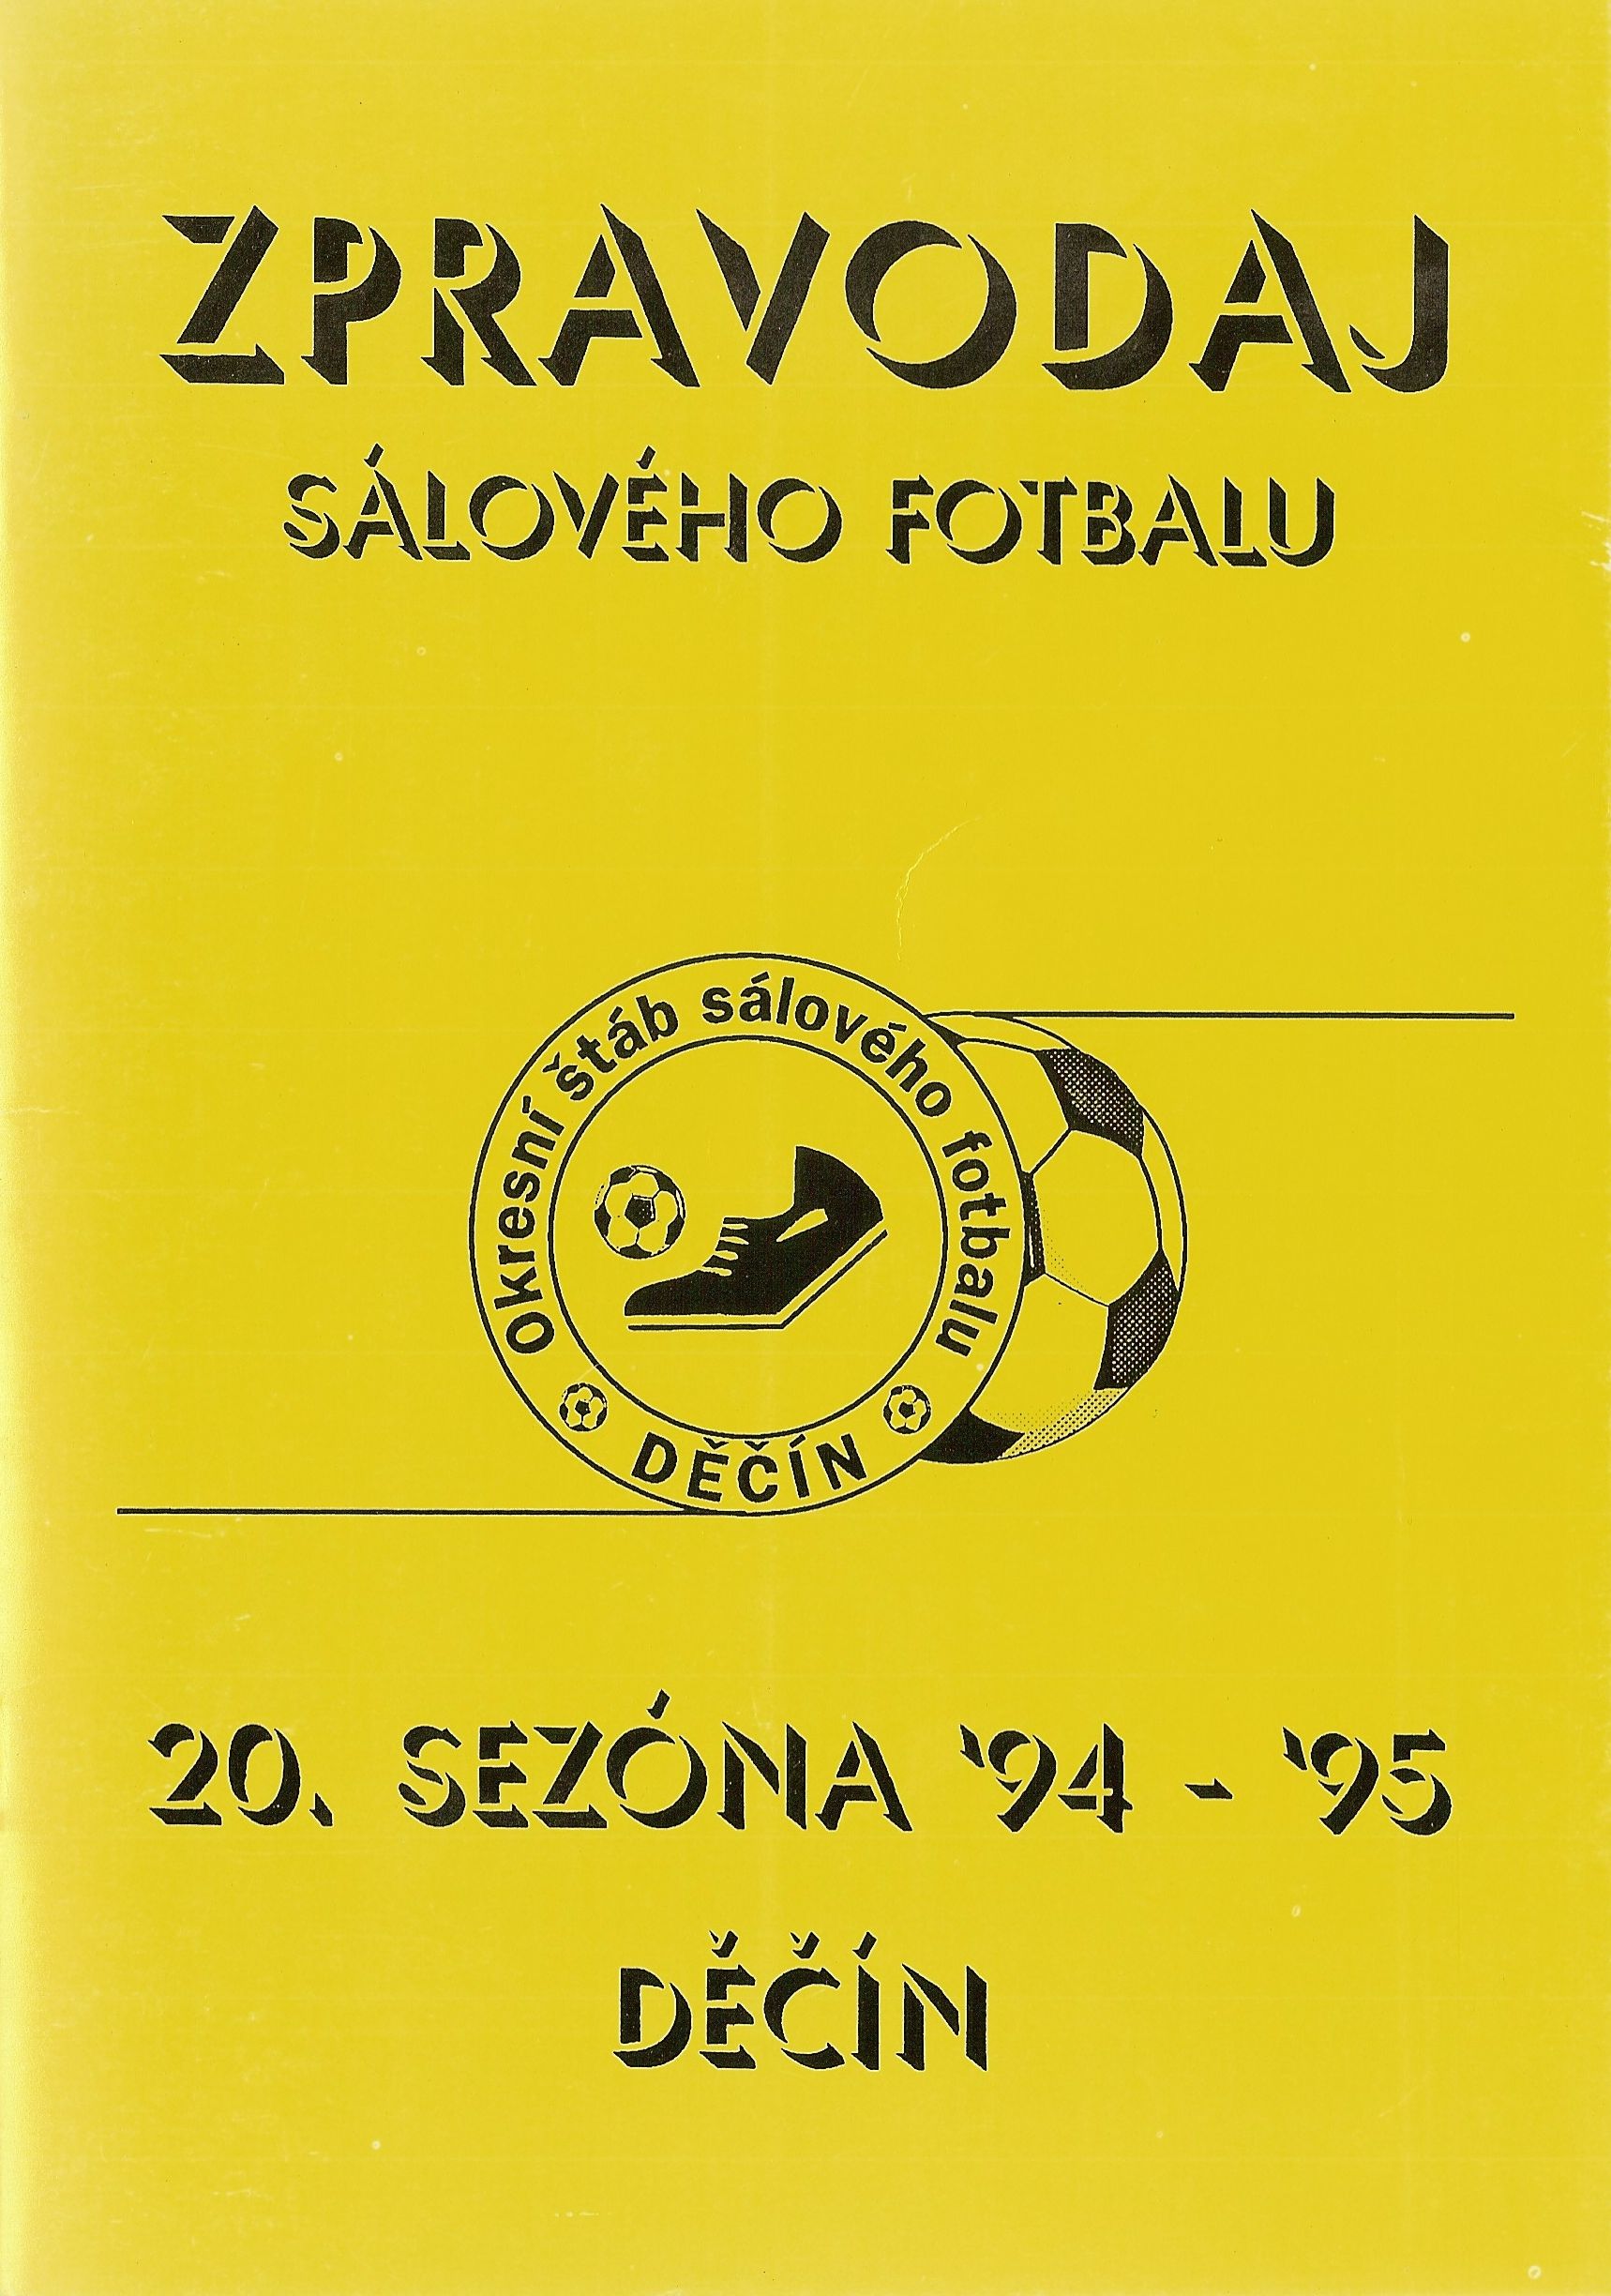 ZPRAVODAJ
SÁLOVÉHO FOTBALU
Okresní štáb sálového fotbalu
DĚČÍN
20. SEZÓNA '94 - '95
DĚČÍN